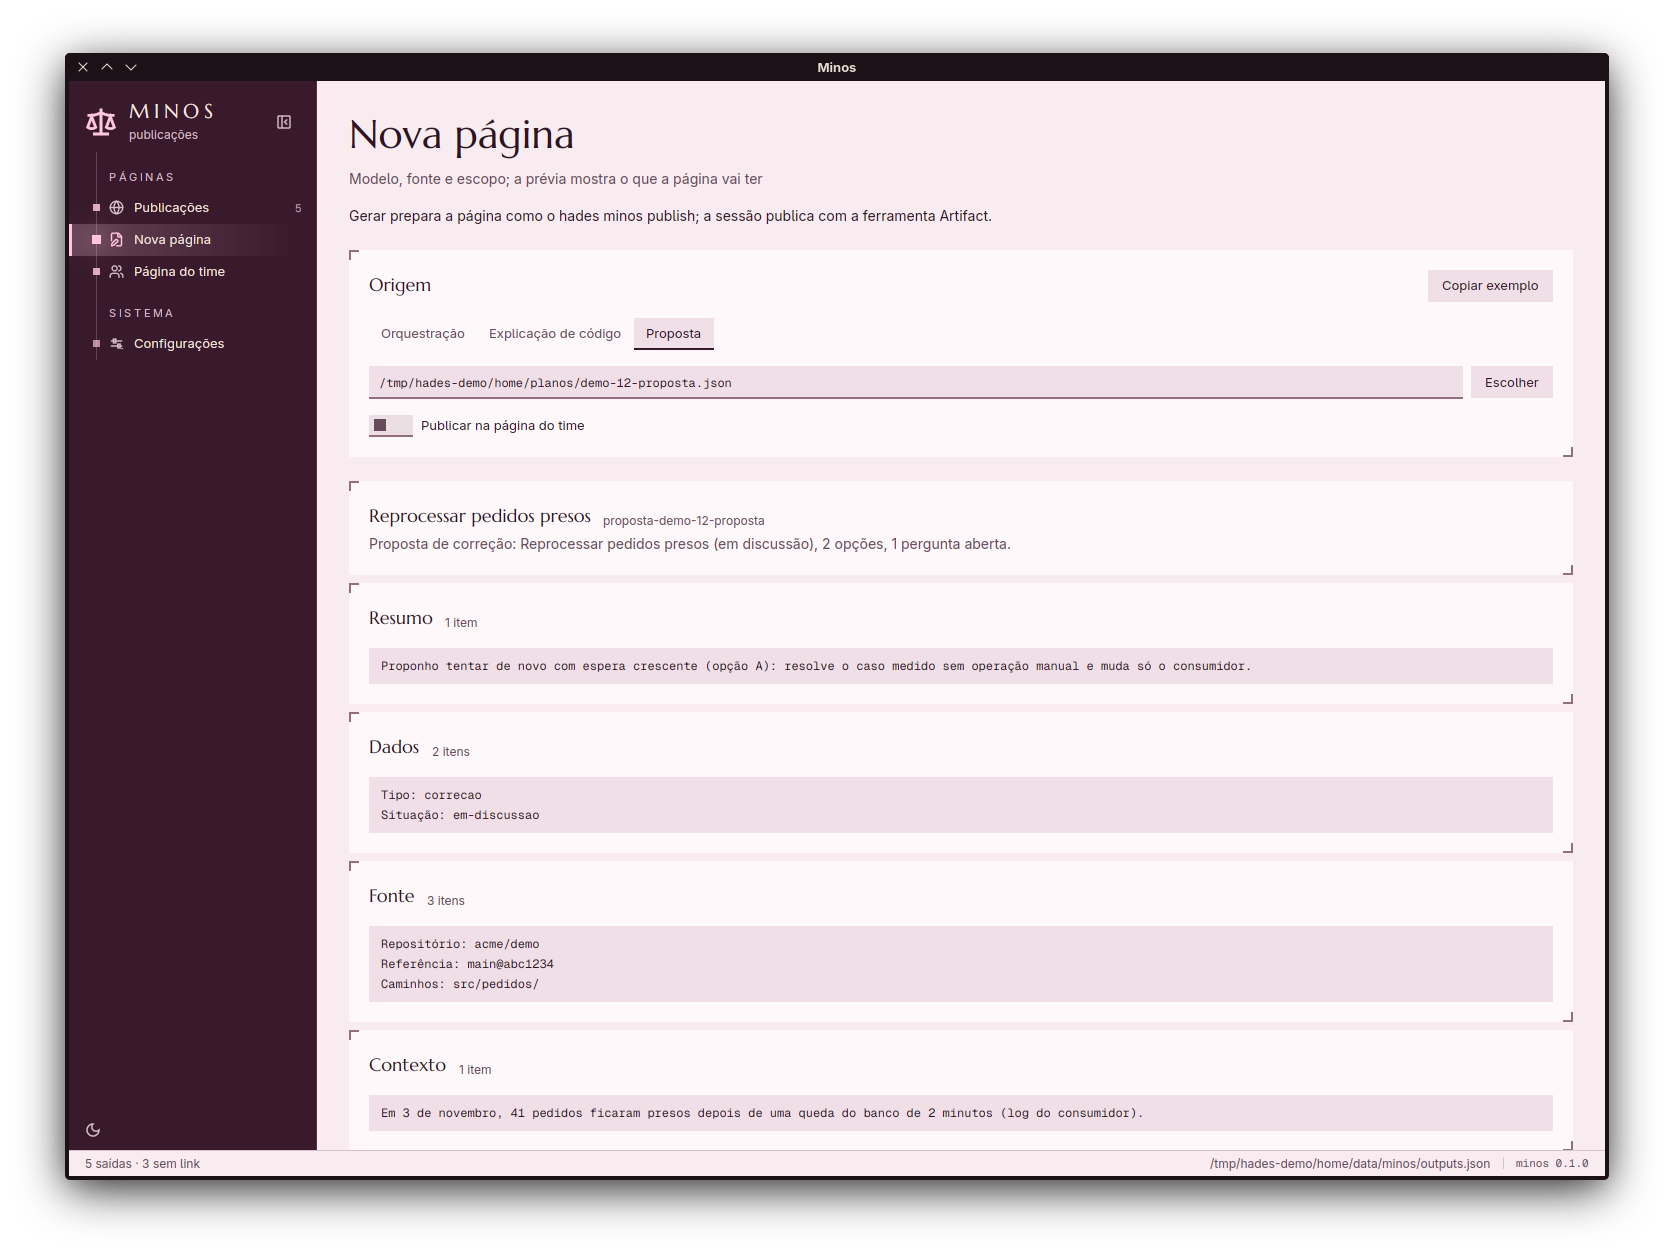 Minos
MINOS
publicações
PÁGINAS
Publicações 5
Nova página
Página do time
SISTEMA
Configurações
Nova página
Modelo, fonte e escopo; a prévia mostra o que a página vai ter
Gerar prepara a página como o hades minos publish; a sessão publica com a ferramenta Artifact.
Origem
Copiar exemplo
Orquestração Explicação de código Proposta
/tmp/hades-demo/home/planos/demo-12-proposta.json
Escolher
Publicar na página do time
Reprocessar pedidos presos proposta-demo-12-proposta
Proposta de correção: Reprocessar pedidos presos (em discussão), 2 opções, 1 pergunta aberta.
Resumo 1 item
Proponho tentar de novo com espera crescente (opção A): resolve o caso medido sem operação manual e muda só o consumidor.
Dados 2 itens
Tipo: correcao
Situação: em-discussao
Fonte 3 itens
Repositório: acme/demo
Referência: main@abc1234
Caminhos: src/pedidos/
Contexto 1 item
Em 3 de novembro, 41 pedidos ficaram presos depois de uma queda do banco de 2 minutos (log do consumidor).
5 saídas · 3 sem link
/tmp/hades-demo/home/data/minos/outputs.json
minos 0.1.0